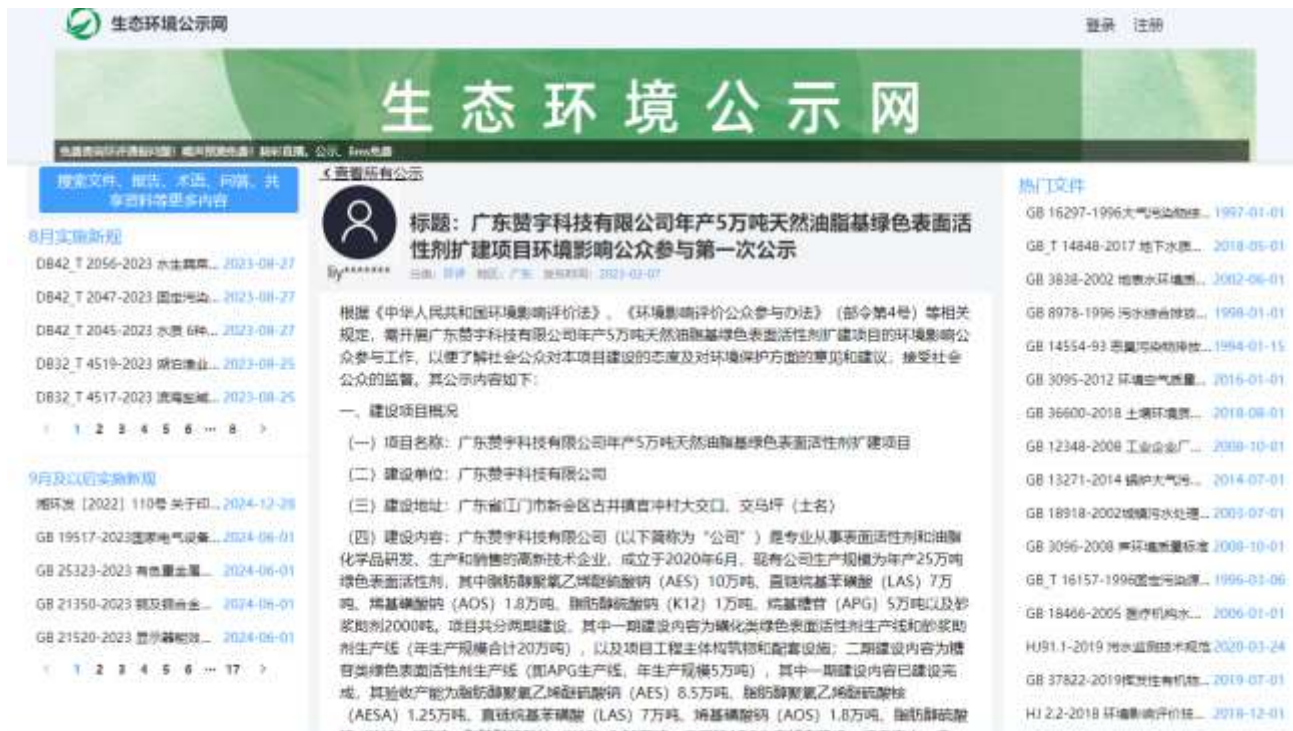 生态环境公示网
登录 注册
生态环境公示网
搜索文件、报告、术语、问答、共
享资料等更多内容
8月实施新规
DB42_T 2056-2023 水生蔬菜... 2023-08-27
DB42_T 2047-2023 固定污染... 2023-08-27
DB42_T 2045-2023 水质 6种... 2023-08-27
DB32_T 4519-2023 湖泊渔业... 2023-08-25
DB32_T 4517-2023 滨海盐碱... 2023-08-25
1 2 3 4 5 6 ··· 8
9月及以后实施新规
湘环发〔2022〕110号 关于印... 2024-12-28
GB 19517-2023国家电气设备... 2024-06-01
GB 25323-2023 有色重金属... 2024-06-01
GB 21350-2023 铜及铜合金... 2024-06-01
GB 21520-2023 显示器能效... 2024-06-01
1 2 3 4 5 6 ··· 17
查看所有公示
标题：广东赞宇科技有限公司年产5万吨天然油脂基绿色表面活
性剂扩建项目环境影响公众参与第一次公示
liy*******
分类：环评 地区：广东 发布时间：2023-02-07
根据《中华人民共和国环境影响评价法》、《环境影响评价公众参与办法》（部令第4号）等相关
规定，需开展广东赞宇科技有限公司年产5万吨天然油脂基绿色表面活性剂扩建项目的环境影响公
众参与工作，以便了解社会公众对本项目建设的态度及对环境保护方面的意见和建议，接受社会
公众的监督。其公示内容如下：
一、建设项目概况
（一）项目名称：广东赞宇科技有限公司年产5万吨天然油脂基绿色表面活性剂扩建项目
（二）建设单位：广东赞宇科技有限公司
（三）建设地址：广东省江门市新会区古井镇官冲村大交口、交马坪（土名）
（四）建设内容：广东赞宇科技有限公司（以下简称为“公司”）是专业从事表面活性剂和油脂
化学品研发、生产和销售的高新技术企业，成立于2020年6月，现有公司生产规模为年产25万吨
绿色表面活性剂，其中脂肪醇聚氧乙烯醚硫酸钠（AES）10万吨、直链烷基苯磺酸（LAS）7万
吨、烯基磺酸钠（AOS）1.8万吨、脂肪醇硫酸钠（K12）1万吨、烷基糖苷（APG）5万吨以及砂
浆助剂2000吨。项目共分两期建设，其中一期建设内容为磺化类绿色表面活性剂生产线和砂浆助
剂生产线（年生产规模合计20万吨），以及项目工程主体构筑物和配套设施；二期建设内容为糖
苷类绿色表面活性剂生产线（即APG生产线，年生产规模5万吨），其中一期建设内容已建设完
成，其验收产能为脂肪醇聚氧乙烯醚硫酸钠（AES）8.5万吨、脂肪醇聚氧乙烯醚硫酸铵
（AESA）1.25万吨、直链烷基苯磺酸（LAS）7万吨、烯基磺酸钠（AOS）1.8万吨、脂肪醇硫酸
热门文件
GB 16297-1996大气污染物综... 1997-01-01
GB_T 14848-2017 地下水质... 2018-05-01
GB 3838-2002 地表水环境质... 2002-06-01
GB 8978-1996 污水综合排放... 1998-01-01
GB 14554-93 恶臭污染物排放... 1994-01-15
GB 3095-2012 环境空气质量... 2016-01-01
GB 36600-2018 土壤环境质... 2018-08-01
GB 12348-2008 工业企业厂... 2008-10-01
GB 13271-2014 锅炉大气污... 2014-07-01
GB 18918-2002城镇污水处理... 2003-07-01
GB 3096-2008 声环境质量标准 2008-10-01
GB_T 16157-1996固定污染源... 1996-03-06
GB 18466-2005 医疗机构水... 2006-01-01
HJ91.1-2019 污水监测技术规范 2020-03-24
GB 37822-2019挥发性有机物... 2019-07-01
HJ 2.2-2018 环境影响评价技... 2018-12-01